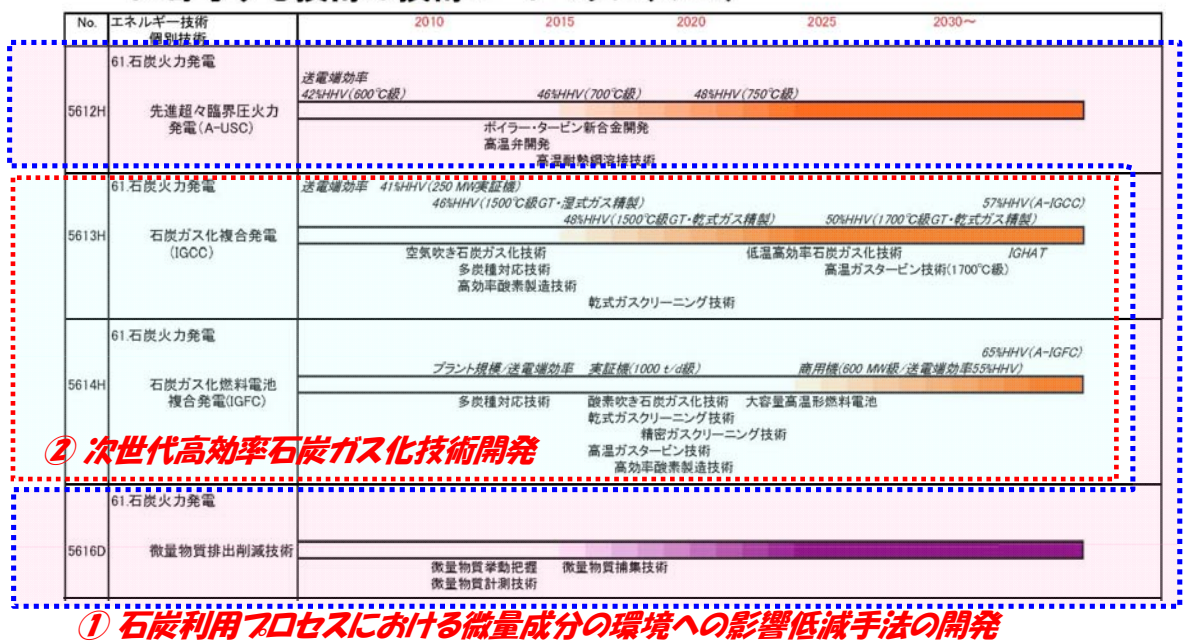 No. エネルギー技術 2010 2015 2020 2025 2030～
個別技術
61.石炭火力発電
送電端効率
42%HHV(600℃級) 46%HHV(700℃級) 48%HHV(750℃級)
5612H 先進超々臨界圧火力
発電(A-USC)
ボイラー・タービン新合金開発
高温弁開発
高温耐熱鋼溶接技術
61.石炭火力発電
送電端効率 41%HHV(250 MW実証機)
46%HHV(1500℃級GT・湿式ガス精製) 57%HHV(A-IGCC)
48%HHV(1500℃級GT・乾式ガス精製) 50%HHV(1700℃級GT・乾式ガス精製)
5613H 石炭ガス化複合発電
(IGCC)
空気吹き石炭ガス化技術 低温高効率石炭ガス化技術 IGHAT
多炭種対応技術 高温ガスタービン技術(1700℃級)
高効率酸素製造技術
乾式ガスクリーニング技術
61.石炭火力発電
65%HHV(A-IGFC)
プラント規模/送電端効率 実証機(1000 t/d級) 商用機(600 MW級/送電端効率55%HHV)
5614H 石炭ガス化燃料電池
複合発電(IGFC)
多炭種対応技術 酸素吹き石炭ガス化技術 大容量高温形燃料電池
乾式ガスクリーニング技術
精密ガスクリーニング技術
高温ガスタービン技術
高効率酸素製造技術
② 次世代高効率石炭ガス化技術開発
61.石炭火力発電
5616D 微量物質排出削減技術
微量物質挙動把握 微量物質捕集技術
微量物質計測技術
① 石炭利用プロセスにおける微量成分の環境への影響低減手法の開発